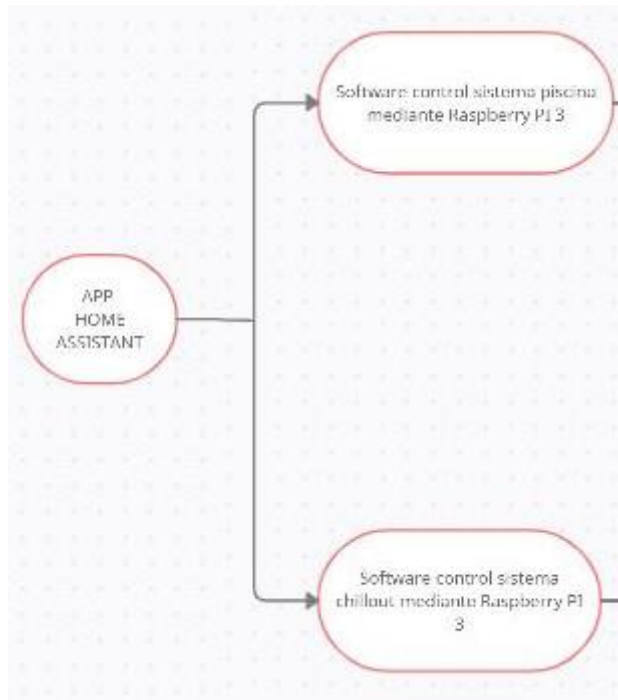 Software control sistema piscina
mediante Raspberry PI 3
APP
HOME
ASSISTANT
Software control sistema
chillout mediante Raspberry PI
3